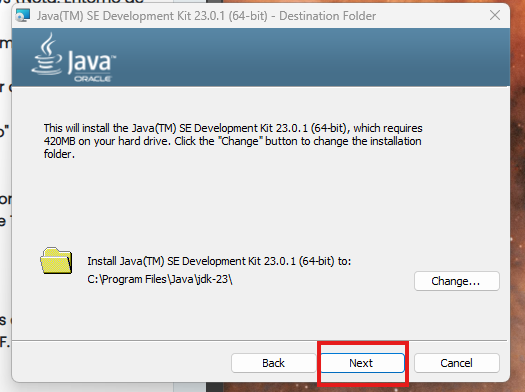 Java(TM) SE Development Kit 23.0.1 (64-bit) - Destination Folder
Java
ORACLE
This will install the Java(TM) SE Development Kit 23.0.1 (64-bit), which requires
420MB on your hard drive. Click the "Change" button to change the installation
folder.
Install Java(TM) SE Development Kit 23.0.1 (64-bit) to:
C:\Program Files\Java\jdk-23\
Change...
Back
Next
Cancel